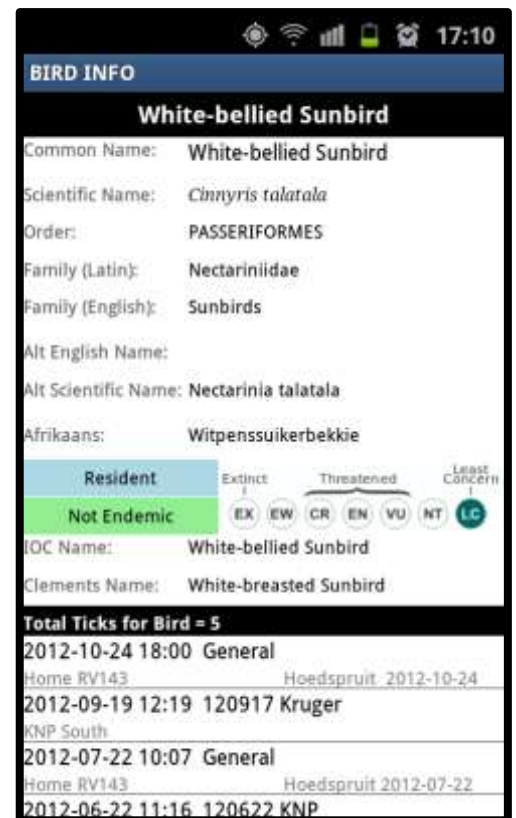 17:10
BIRD INFO
White-bellied Sunbird
Common Name: White-bellied Sunbird
Scientific Name: Cinnyris talatala
Order: PASSERIFORMES
Family (Latin): Nectariniidae
Family (English): Sunbirds
Alt English Name:
Alt Scientific Name: Nectarinia talatala
Afrikaans: Witpenssuikerbekkie
Resident Extinct Threatened Least Concern
Not Endemic EX EW CR EN VU NT LC
IOC Name: White-bellied Sunbird
Clements Name: White-breasted Sunbird
Total Ticks for Bird = 5
2012-10-24 18:00 General
Home RV143 Hoedspruit 2012-10-24
2012-09-19 12:19 120917 Kruger
KNP South
2012-07-22 10:07 General
Home RV143 Hoedspruit 2012-07-22
2012-06-22 11:16 120622 KNP